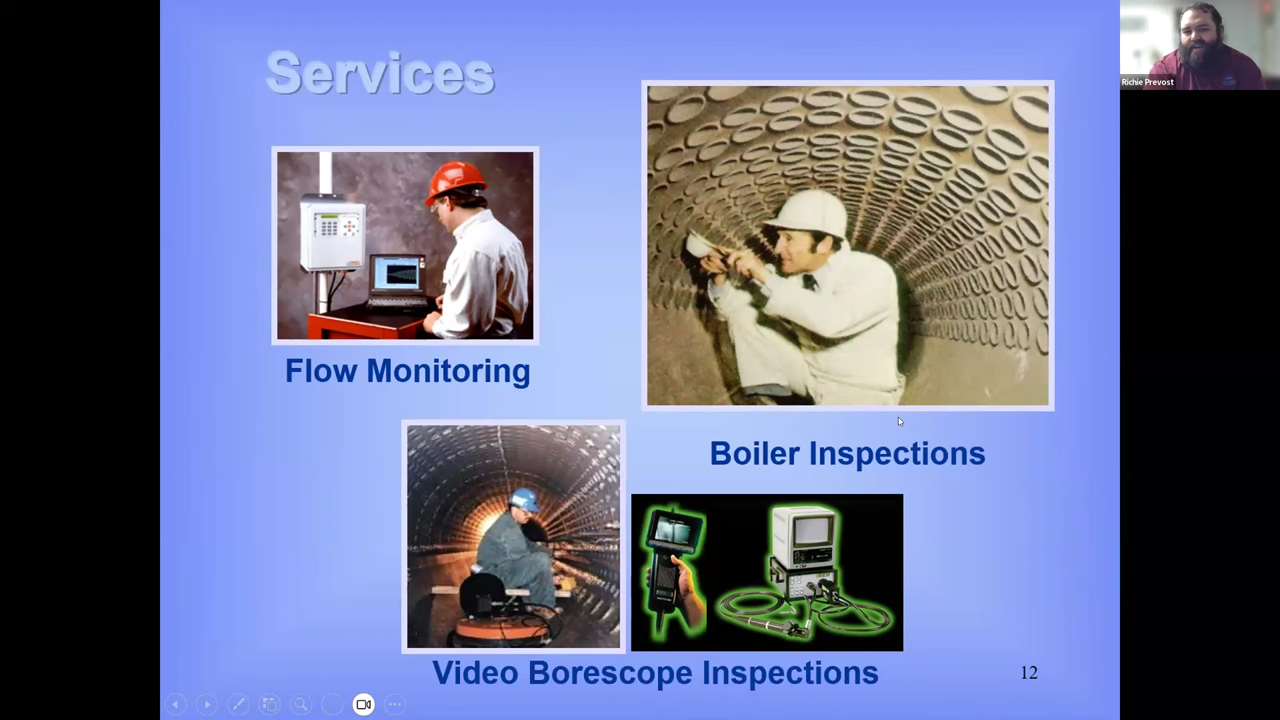 Services
Richie Prevost
Flow Monitoring
Boiler Inspections
Video Borescope Inspections
12